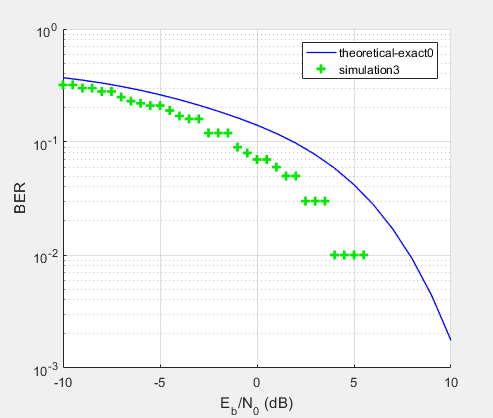 10^0
theoretical-exact0
simulation3
10^-1
BER
10^-2
10^-3
-10
-5
0
5
10
E_b/N_0 (dB)